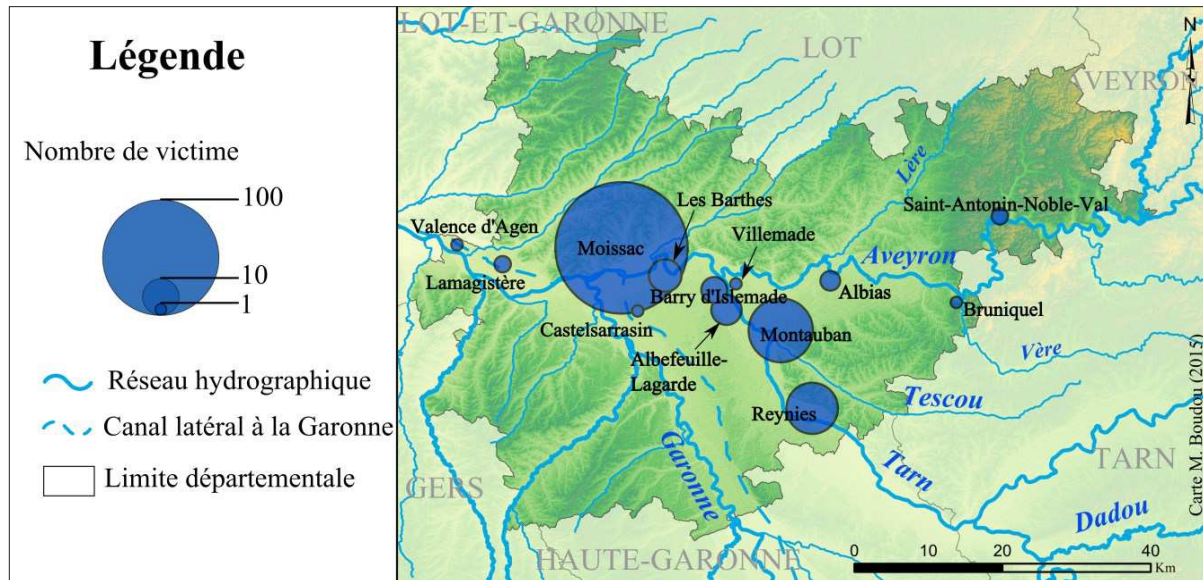 Légende
Nombre de victime
100
10
1
Réseau hydrographique
Canal latéral à la Garonne
Limite départementale
LOT-ET-GARONNE
LOT
AVEYRON
N
Lère
Saint-Antonin-Noble-Val
Les Barthes
Valence d'Agen
Villemade
Moissac
Aveyron
Lamagistère
Barry d'Islemade
Albias
Bruniquel
Castelsarrasin
Montauban
Albefeuille-
Lagarde
Vère
Tescou
Reynies
Garonne
Tarn
TARN
GERS
Dadou
HAUTE-GARONNE
0 10 20 30 40
Km
Carte M. Boudou (2015)